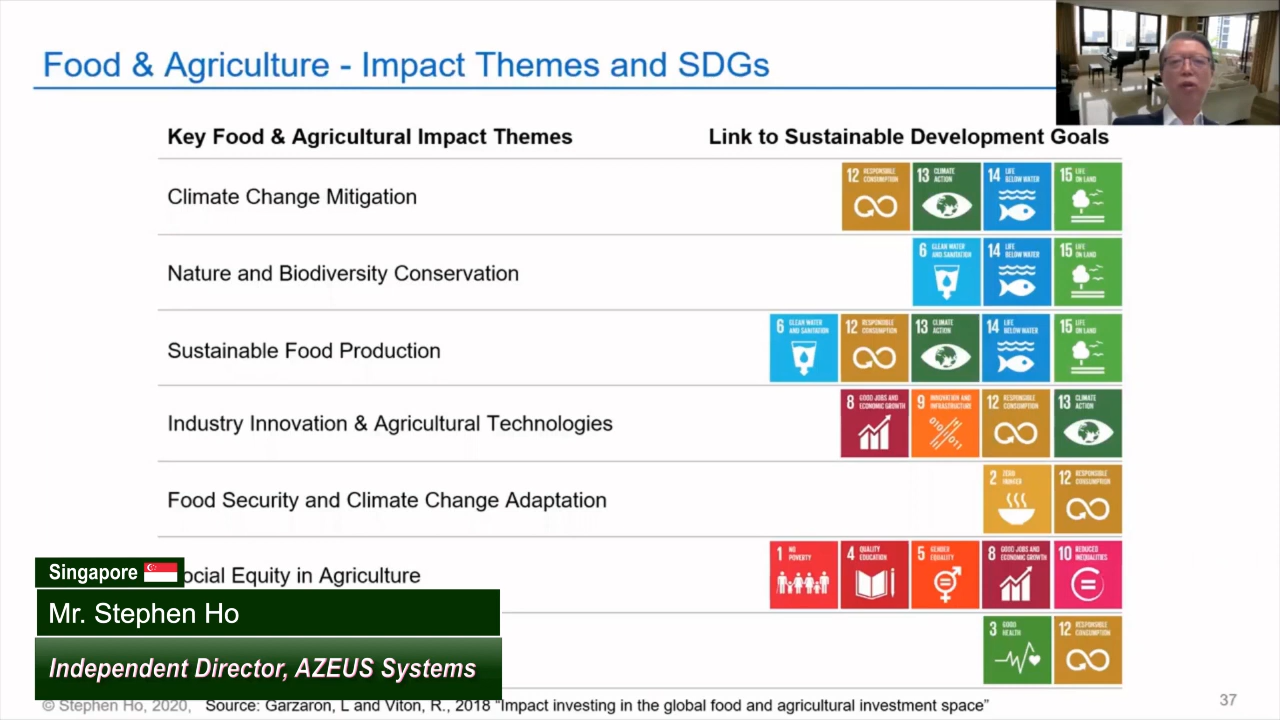 Food & Agriculture - Impact Themes and SDGs
Key Food & Agricultural Impact Themes
Link to Sustainable Development Goals
Climate Change Mitigation
12 RESPONSIBLE CONSUMPTION
13 CLIMATE ACTION
14 LIFE BELOW WATER
15 LIFE ON LAND
Nature and Biodiversity Conservation
6 CLEAN WATER AND SANITATION
14 LIFE BELOW WATER
15 LIFE ON LAND
Sustainable Food Production
6 CLEAN WATER AND SANITATION
12 RESPONSIBLE CONSUMPTION
13 CLIMATE ACTION
14 LIFE BELOW WATER
15 LIFE ON LAND
Industry Innovation & Agricultural Technologies
8 GOOD JOBS AND ECONOMIC GROWTH
9 INNOVATION AND INFRASTRUCTURE
12 RESPONSIBLE CONSUMPTION
13 CLIMATE ACTION
Food Security and Climate Change Adaptation
2 ZERO HUNGER
12 RESPONSIBLE CONSUMPTION
ocial Equity in Agriculture
1 NO POVERTY
4 QUALITY EDUCATION
5 GENDER EQUALITY
8 GOOD JOBS AND ECONOMIC GROWTH
10 REDUCED INEQUALITIES
3 GOOD HEALTH
12 RESPONSIBLE CONSUMPTION
Singapore
Mr. Stephen Ho
Independent Director, AZEUS Systems
© Stephen Ho, 2020, Source: Garzaron, L and Viton, R., 2018 “Impact investing in the global food and agricultural investment space”
37